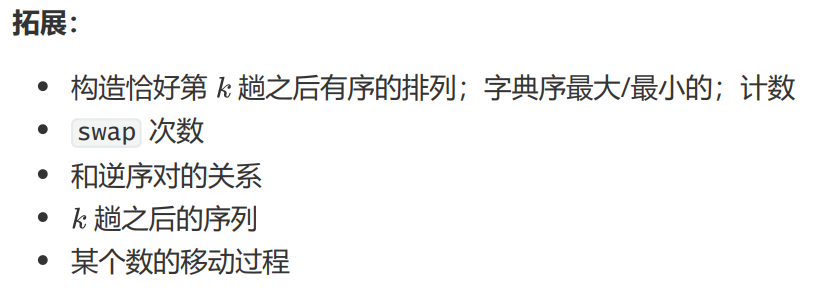 拓展：
构造恰好第 k 趟之后有序的排列；字典序最大/最小的；计数
swap 次数
和逆序对的关系
k 趟之后的序列
某个数的移动过程